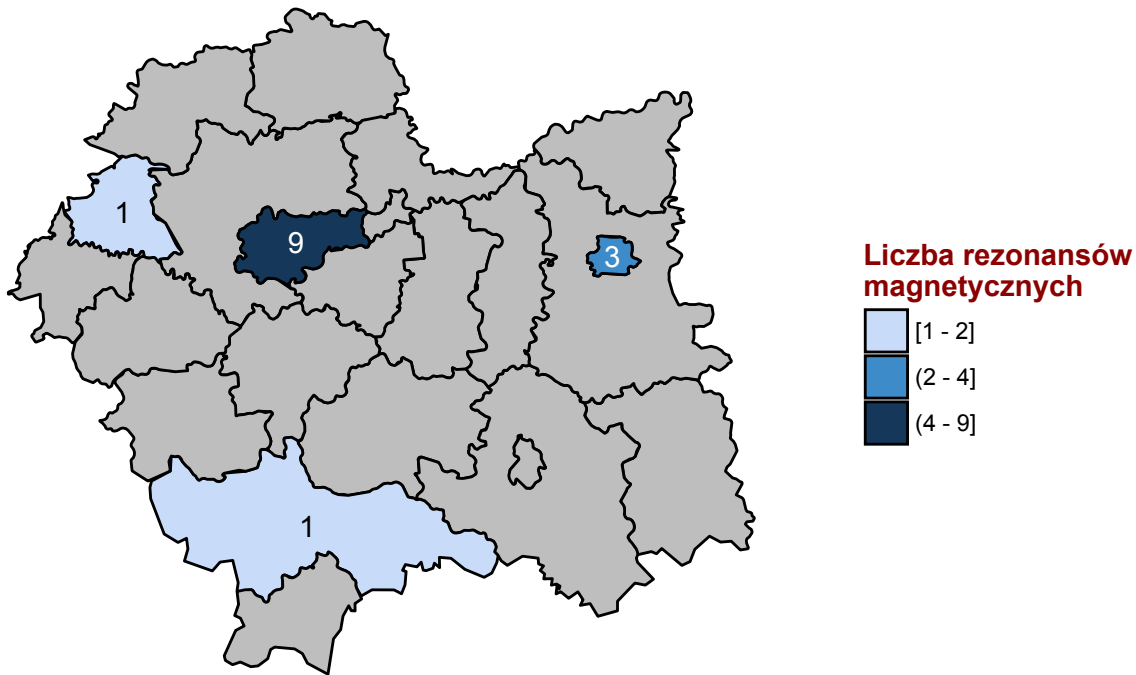 1
9
3
1
Liczba rezonansów
magnetycznych
[1 - 2]
(2 - 4]
(4 - 9]